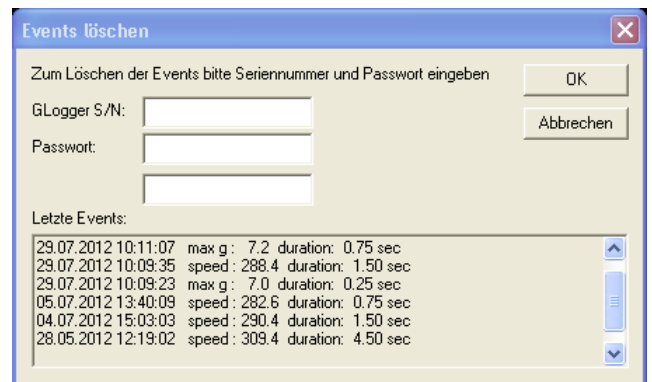 Events löschen
Zum Löschen der Events bitte Seriennummer und Passwort eingeben
OK
GLogger S/N:
Abbrechen
Passwort:
Letzte Events:
29.07.2012 10:11:07 max g : 7.2 duration: 0.75 sec
29.07.2012 10:09:35 speed : 288.4 duration: 1.50 sec
29.07.2012 10:09:23 max g : 7.0 duration: 0.25 sec
05.07.2012 13:40:09 speed : 282.6 duration: 0.75 sec
04.07.2012 15:03:03 speed : 290.4 duration: 1.50 sec
28.05.2012 12:19:02 speed : 309.4 duration: 4.50 sec